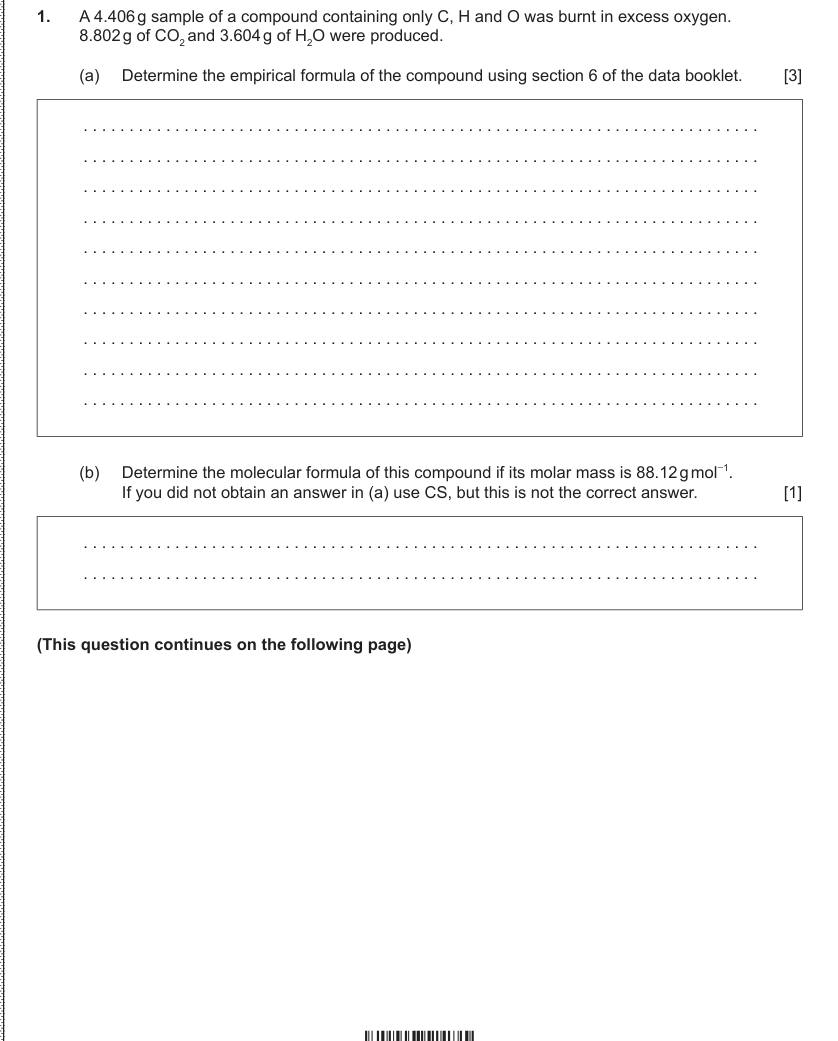 1. A 4.406 g sample of a compound containing only C, H and O was burnt in excess oxygen.
8.802 g of CO₂ and 3.604 g of H₂O were produced.
(a) Determine the empirical formula of the compound using section 6 of the data booklet. [3]
(b) Determine the molecular formula of this compound if its molar mass is 88.12 g mol⁻¹.
If you did not obtain an answer in (a) use CS, but this is not the correct answer. [1]
(This question continues on the following page)